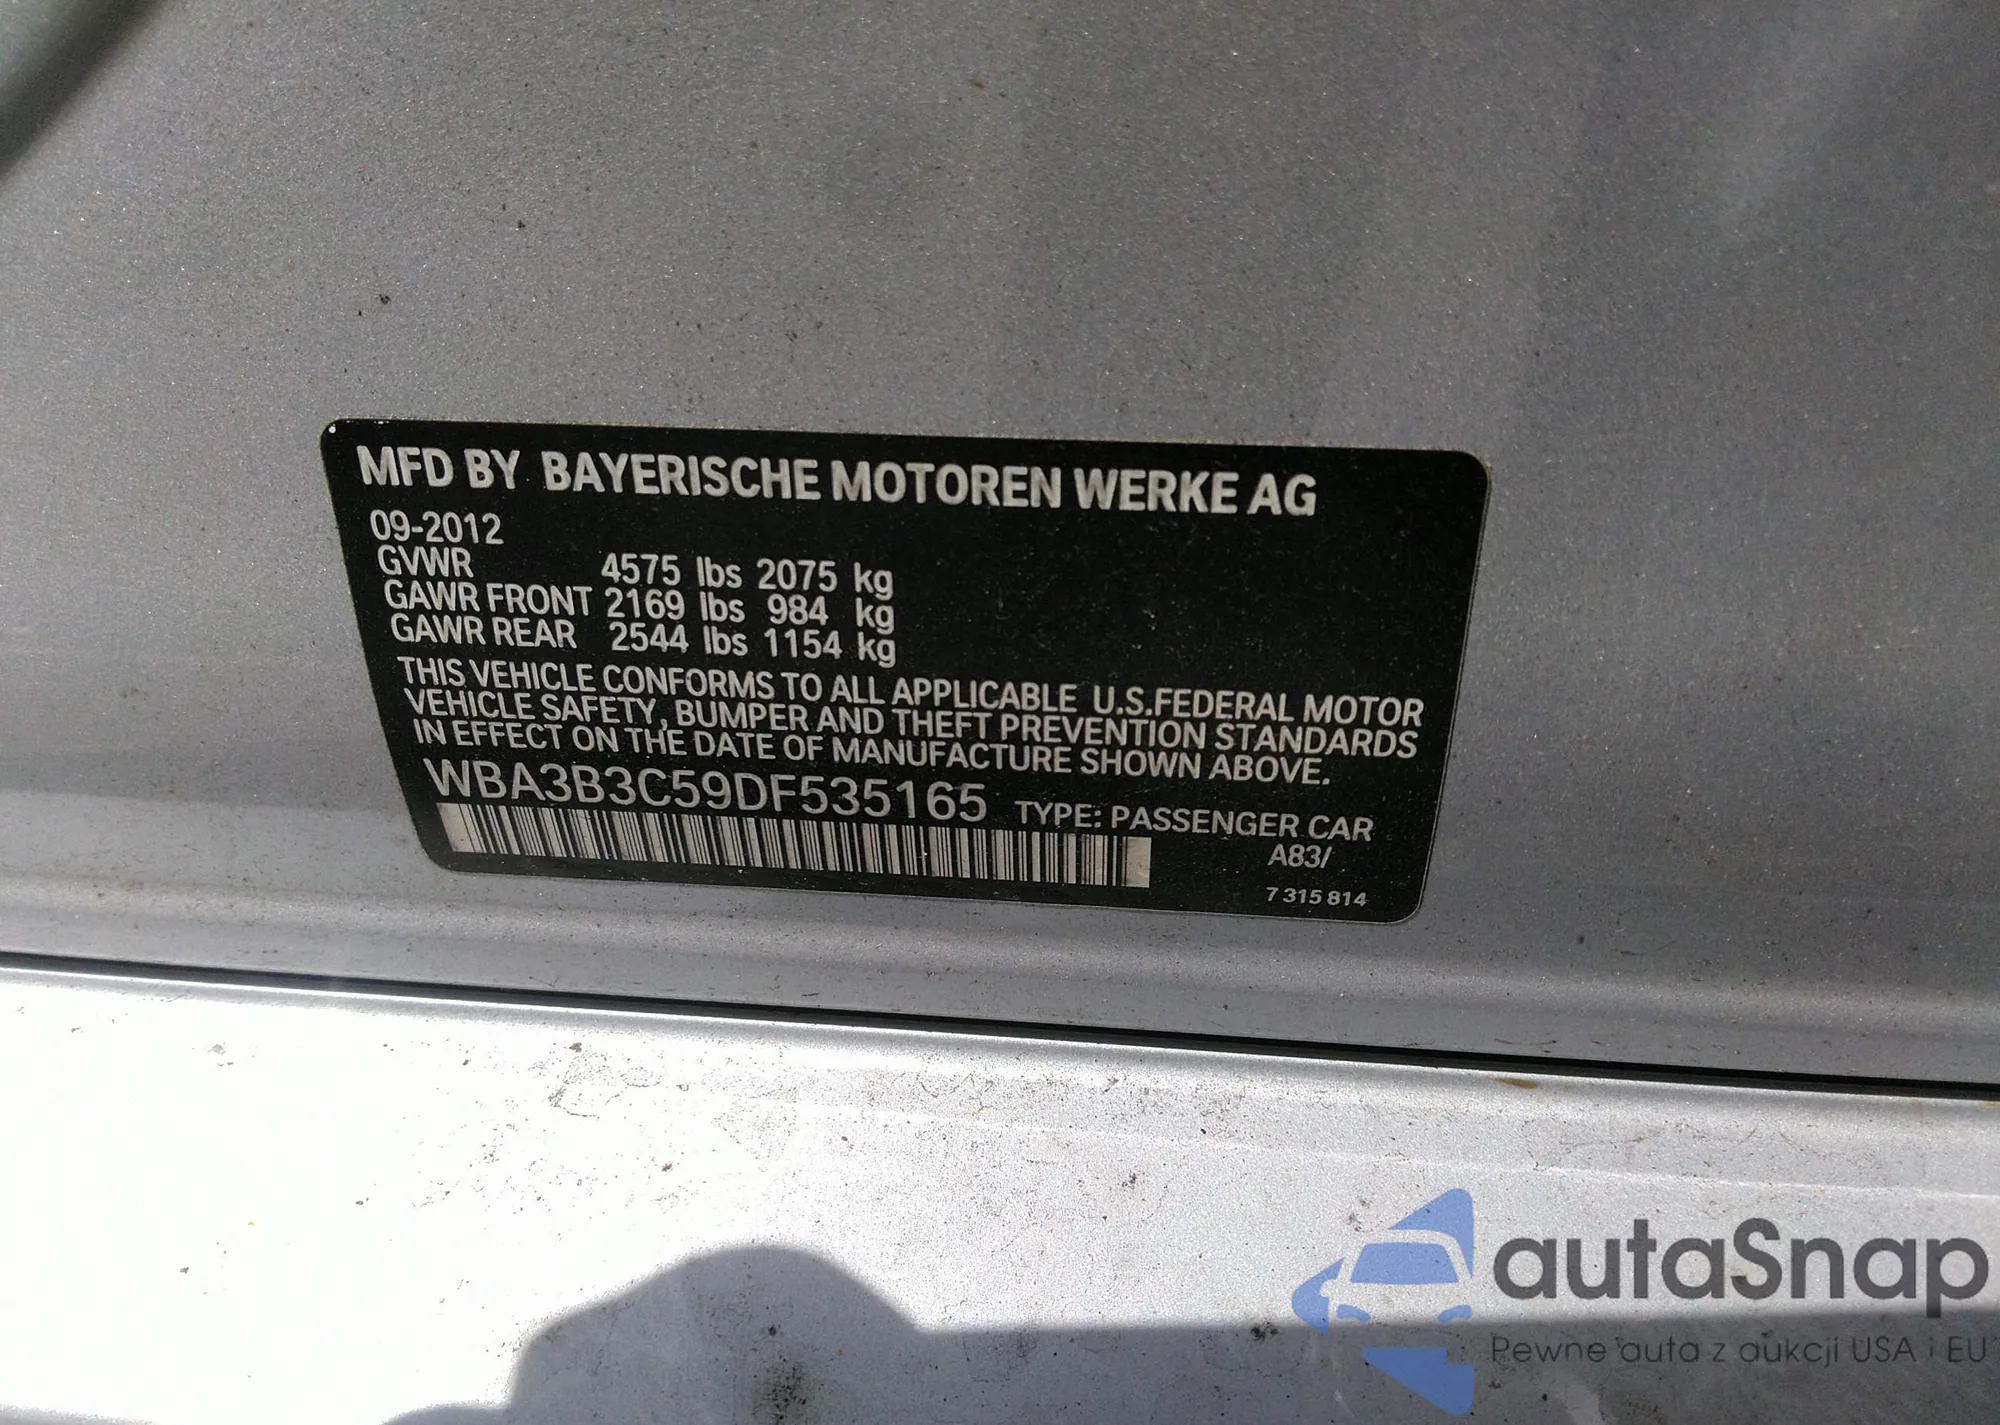 MFD BY BAYERISCHE MOTOREN WERKE AG
09-2012
GVWR 4575 lbs 2075 kg
GAWR FRONT 2169 lbs 984 kg
GAWR REAR 2544 lbs 1154 kg
THIS VEHICLE CONFORMS TO ALL APPLICABLE U.S.FEDERAL MOTOR
VEHICLE SAFETY, BUMPER AND THEFT PREVENTION STANDARDS
IN EFFECT ON THE DATE OF MANUFACTURE SHOWN ABOVE.
WBA3B3C59DF535165 TYPE: PASSENGER CAR
A83/
7 315 814
autaSnap
Pewne auta z aukcji USA i EU